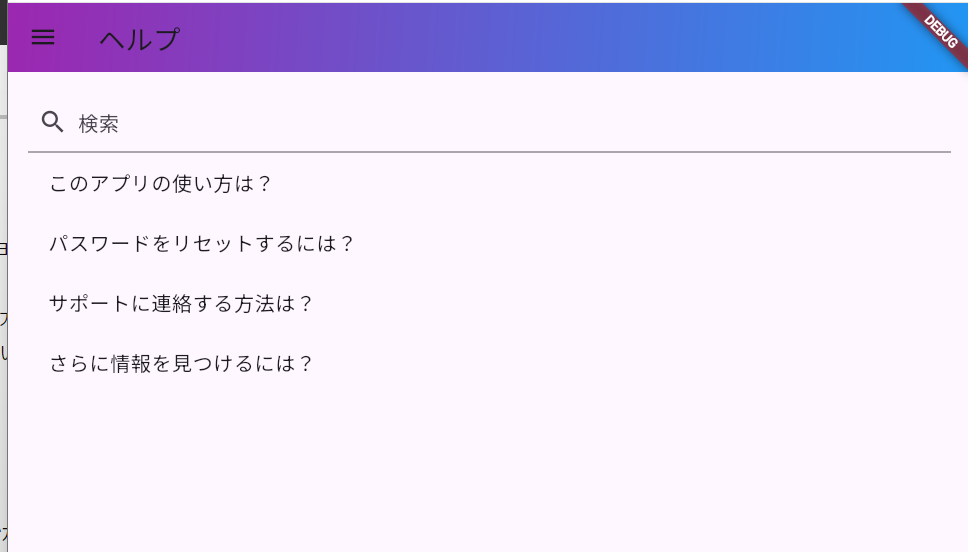 ヘルプ
DEBUG
検索
このアプリの使い方は？
パスワードをリセットするには？
サポートに連絡する方法は？
さらに情報を見つけるには？